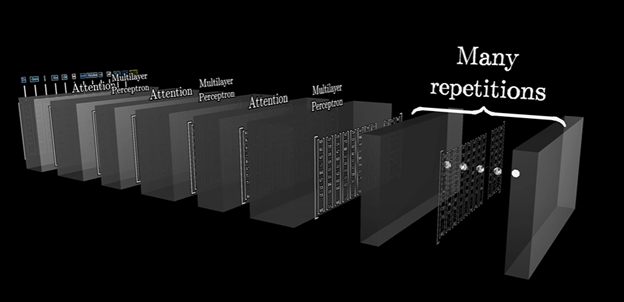 Attention
Multilayer
Perceptron
Attention
Multilayer
Perceptron
Attention
Multilayer
Perceptron
Many
repetitions